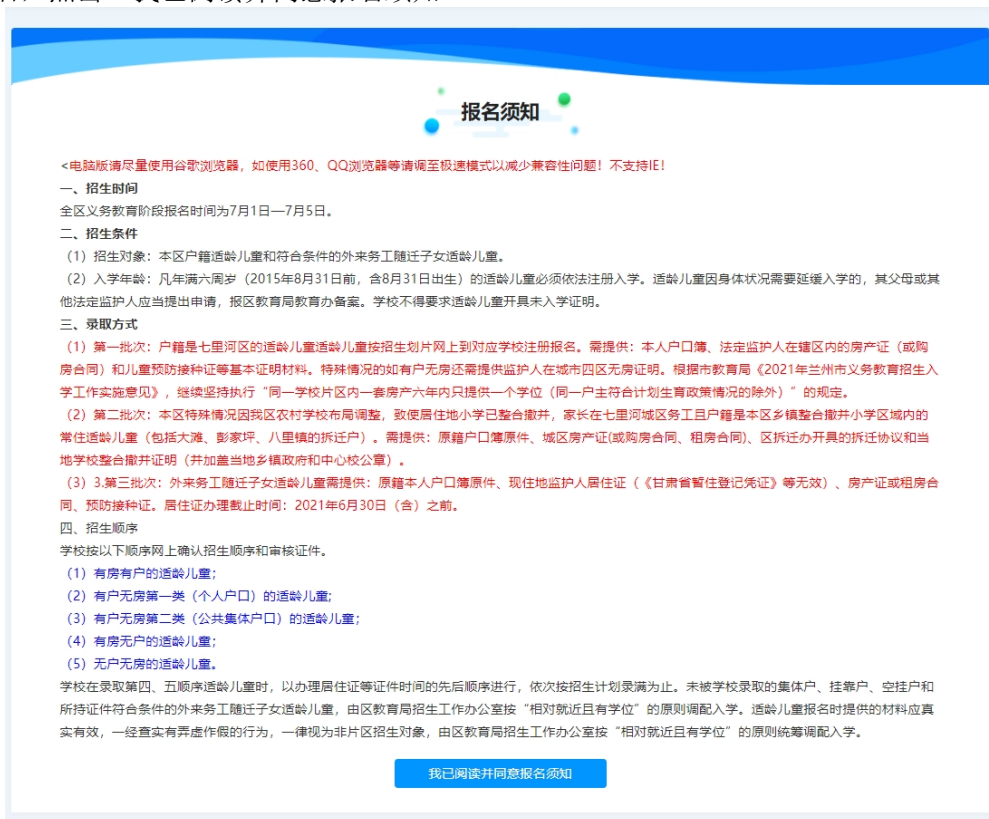 报名须知
<电脑版请尽量使用谷歌浏览器，如使用360、QQ浏览器等请调至极速模式以减少兼容性问题！不支持IE！
一、招生时间
全区义务教育阶段报名时间为7月1日—7月5日。
二、招生条件
（1）招生对象：本区户籍适龄儿童和符合条件的外来务工随迁子女适龄儿童。
（2）入学年龄：凡年满六周岁（2015年8月31日前，含8月31日出生）的适龄儿童必须依法注册入学。适龄儿童因身体状况需要延缓入学的，其父母或其
他法定监护人应当提出申请，报区教育局教育办备案。学校不得要求适龄儿童开具未入学证明。
三、录取方式
（1）第一批次：户籍是七里河区的适龄儿童适龄儿童按招生划片网上到对应学校注册报名。需提供：本人户口簿、法定监护人在辖区内的房产证（或购
房合同）和儿童预防接种证等基本证明材料。特殊情况的如有户无房还需提供监护人在城市四区无房证明。根据市教育局《2021年兰州市义务教育招生入
学工作实施意见》，继续坚持执行“同一学校片区内一套房产六年内只提供一个学位（同一户主符合计划生育政策情况的除外）”的规定。
（2）第二批次：本区特殊情况因我区农村学校布局调整，致使居住地小学已整合撤并，家长在七里河城区务工且户籍是本区乡镇整合撤并小学区域内的
常住适龄儿童（包括大滩、彭家坪、八里镇的拆迁户）。需提供：原籍户口簿原件、城区房产证(或购房合同、租房合同)、区拆迁办开具的拆迁协议和当
地学校整合撤并证明（并加盖当地乡镇政府和中心校公章）。
（3）3.第三批次：外来务工随迁子女适龄儿童需提供：原籍本人户口簿原件、现住地监护人居住证（《甘肃省暂住登记凭证》等无效）、房产证或租房合
同、预防接种证。居住证办理截止时间：2021年6月30日（含）之前。
四、招生顺序
学校按以下顺序网上确认招生顺序和审核证件。
（1）有房有户的适龄儿童；
（2）有户无房第一类（个人户口）的适龄儿童；
（3）有户无房第二类（公共集体户口）的适龄儿童；
（4）有房无户的适龄儿童；
（5）无户无房的适龄儿童。
学校在录取第四、五顺序适龄儿童时，以办理居住证等证件时间的先后顺序进行，依次按招生计划录满为止。未被学校录取的集体户、挂靠户、空挂户和
所持证件符合条件的外来务工随迁子女适龄儿童，由区教育局招生工作办公室按“相对就近且有学位”的原则调配入学。适龄儿童报名时提供的材料应真
实有效，一经查实有弄虚作假的行为，一律视为非片区招生对象，由区教育局招生工作办公室按“相对就近且有学位”的原则统筹调配入学。
我已阅读并同意报名须知